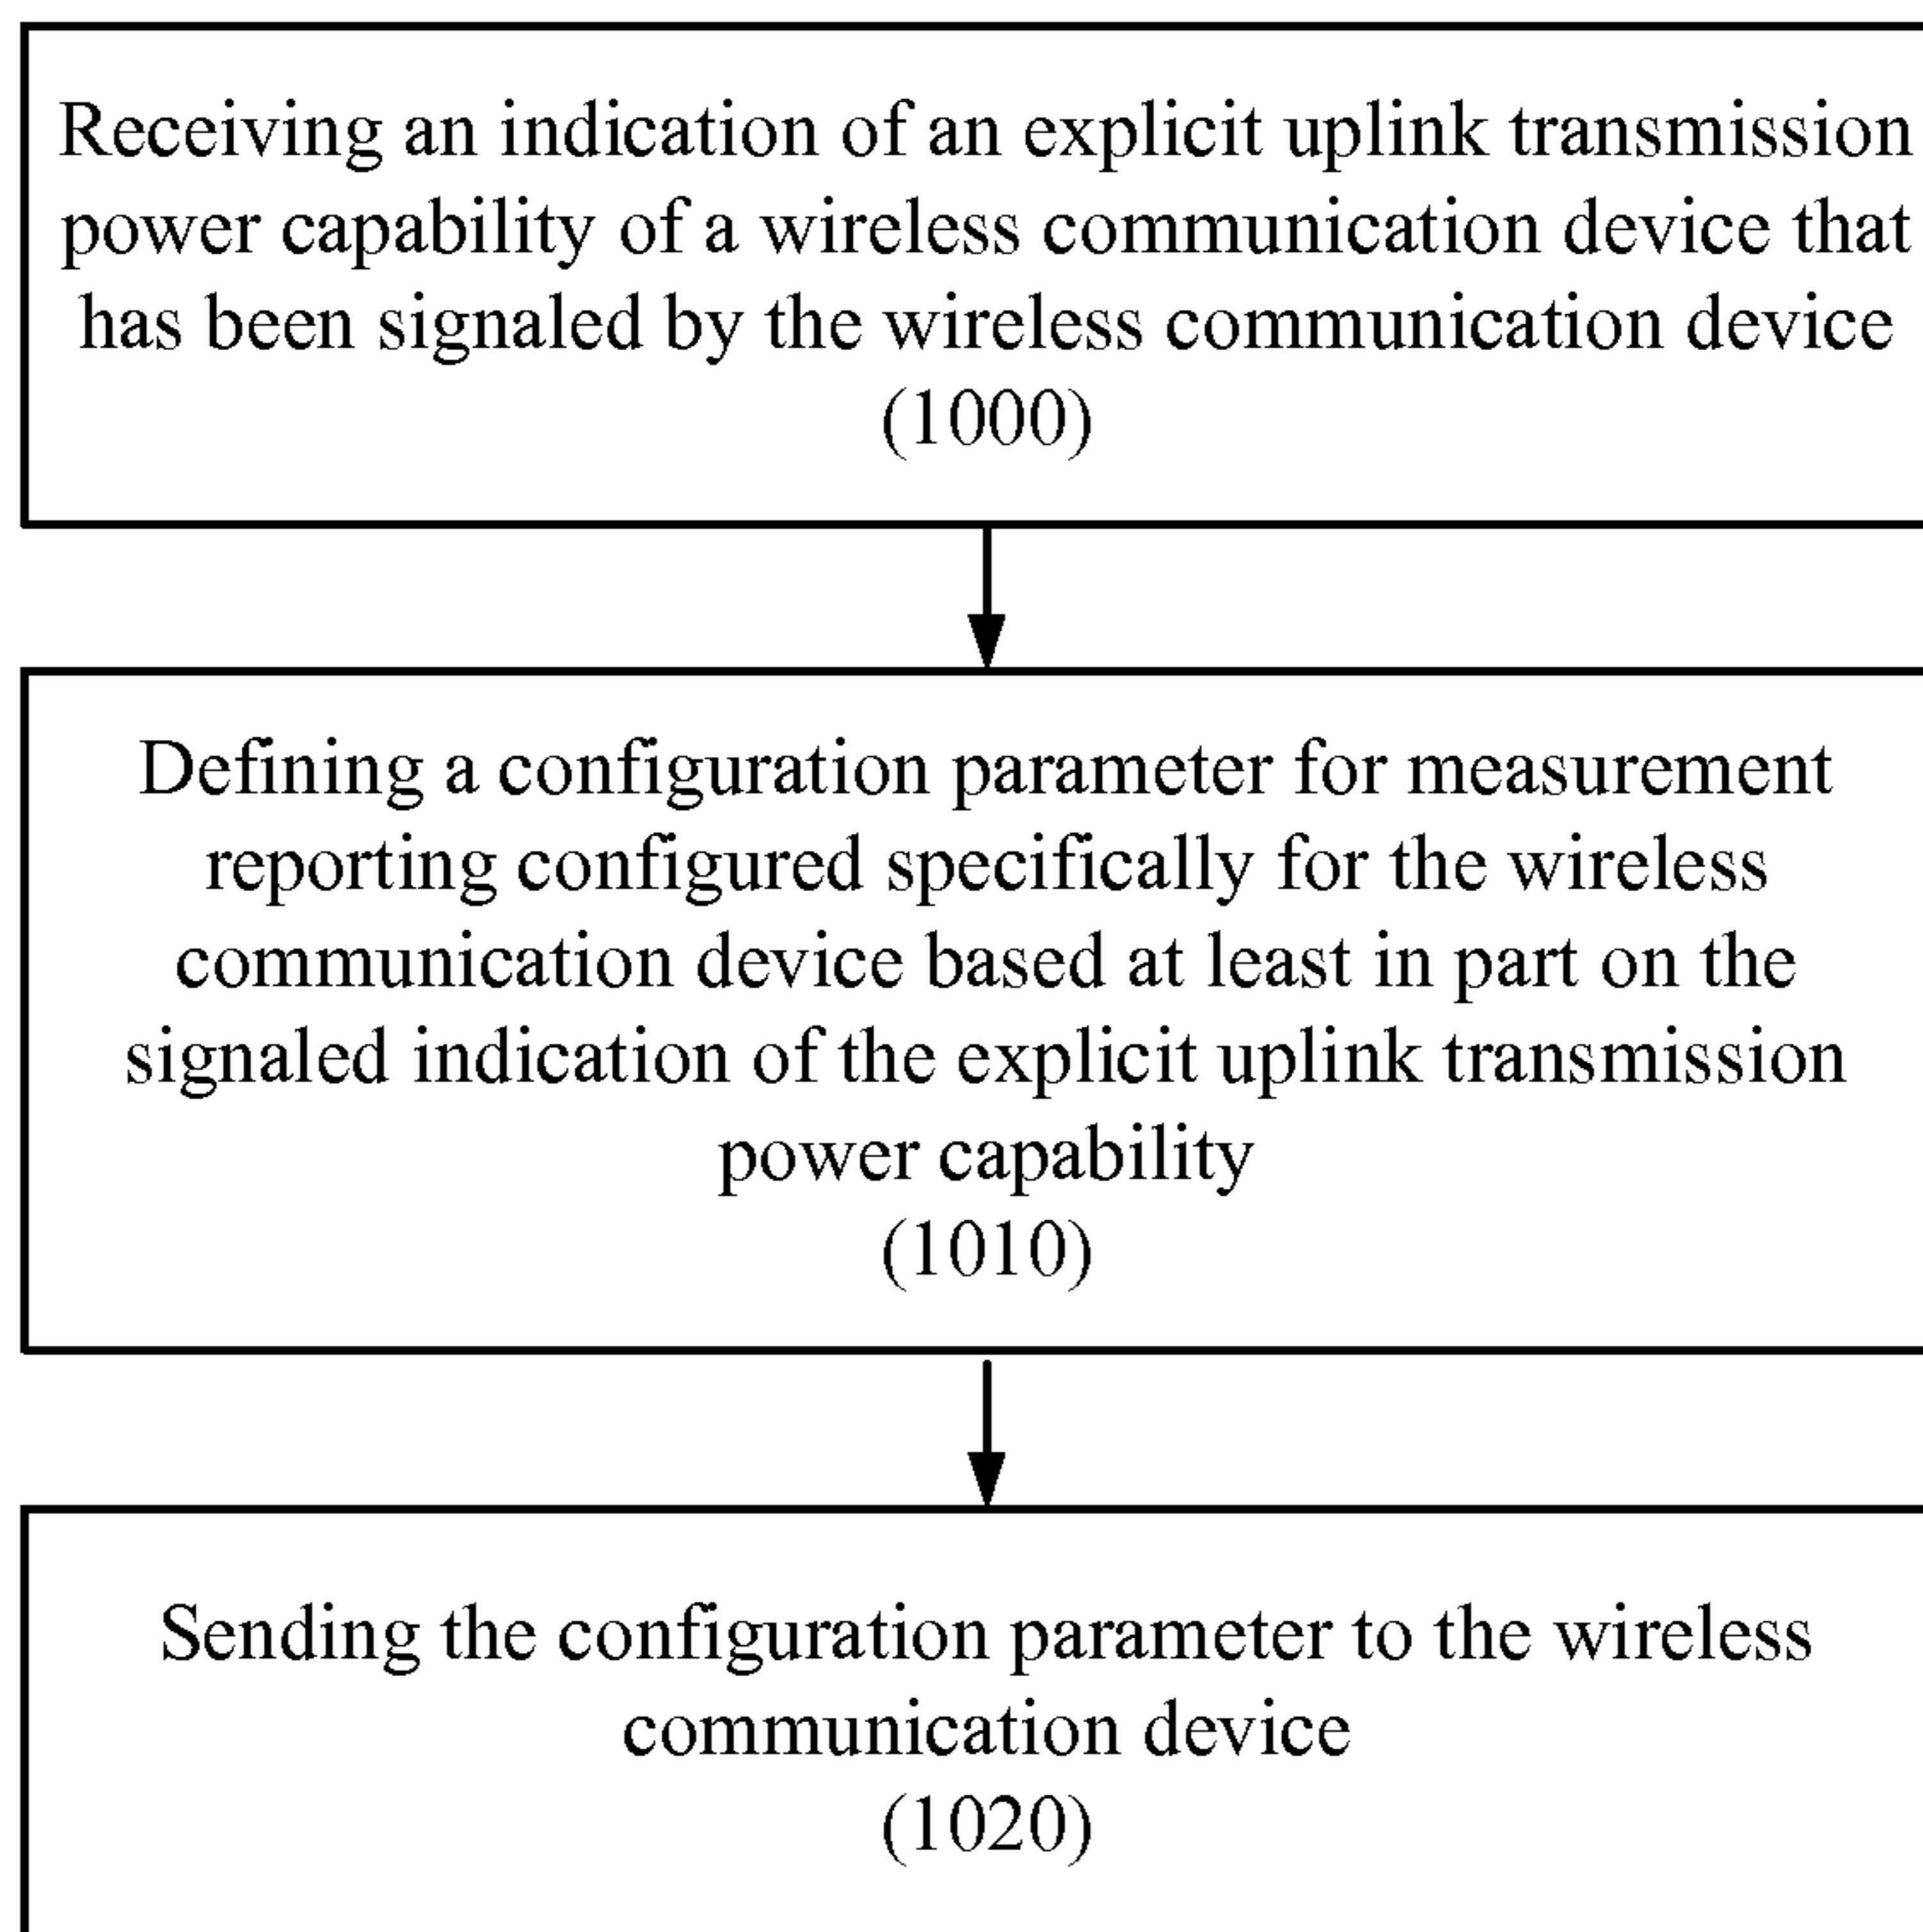 Receiving an indication of an explicit uplink transmission
power capability of a wireless communication device that
has been signaled by the wireless communication device
(1000)
Defining a configuration parameter for measurement
reporting configured specifically for the wireless
communication device based at least in part on the
signaled indication of the explicit uplink transmission
power capability
(1010)
Sending the configuration parameter to the wireless
communication device
(1020)